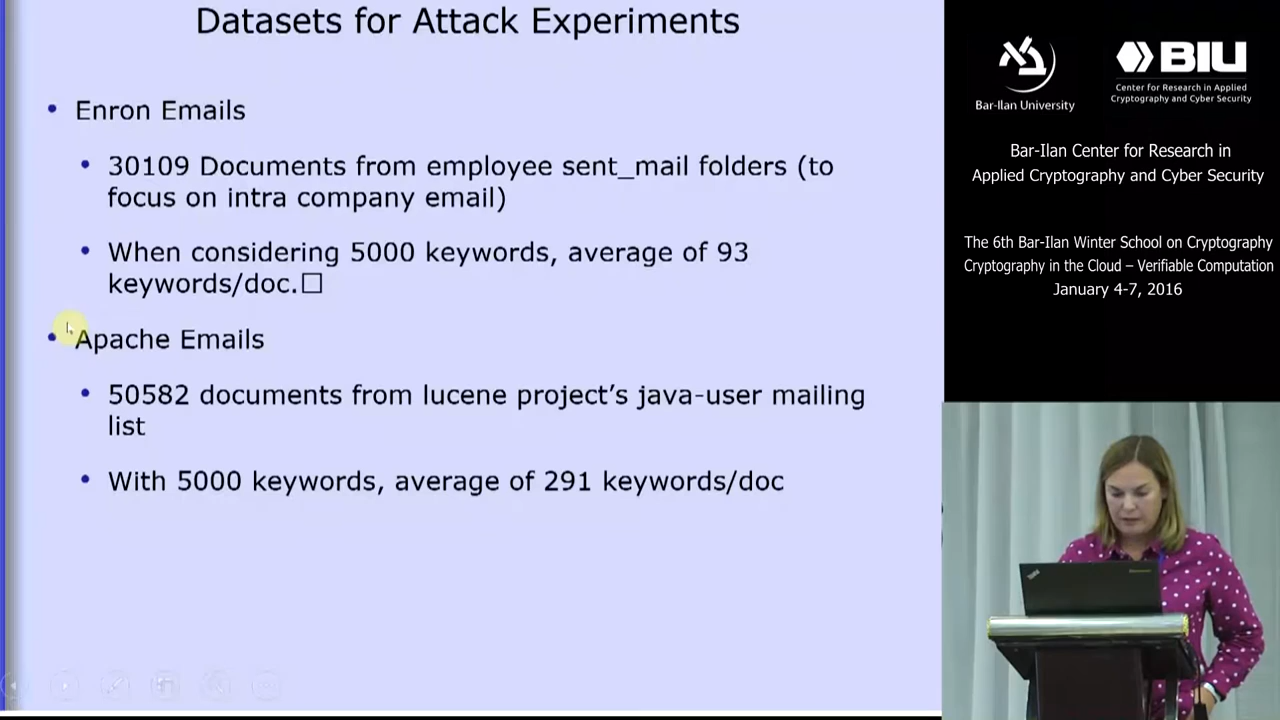 Datasets for Attack Experiments
• Enron Emails
• 30109 Documents from employee sent_mail folders (to
focus on intra company email)
• When considering 5000 keywords, average of 93
keywords/doc.□
• Apache Emails
• 50582 documents from lucene project's java-user mailing
list
• With 5000 keywords, average of 291 keywords/doc
Bar-Ilan University
BIU
Center for Research in Applied
Cryptography and Cyber Security
Bar-Ilan Center for Research in
Applied Cryptography and Cyber Security
The 6th Bar-Ilan Winter School on Cryptography
Cryptography in the Cloud – Verifiable Computation
January 4-7, 2016